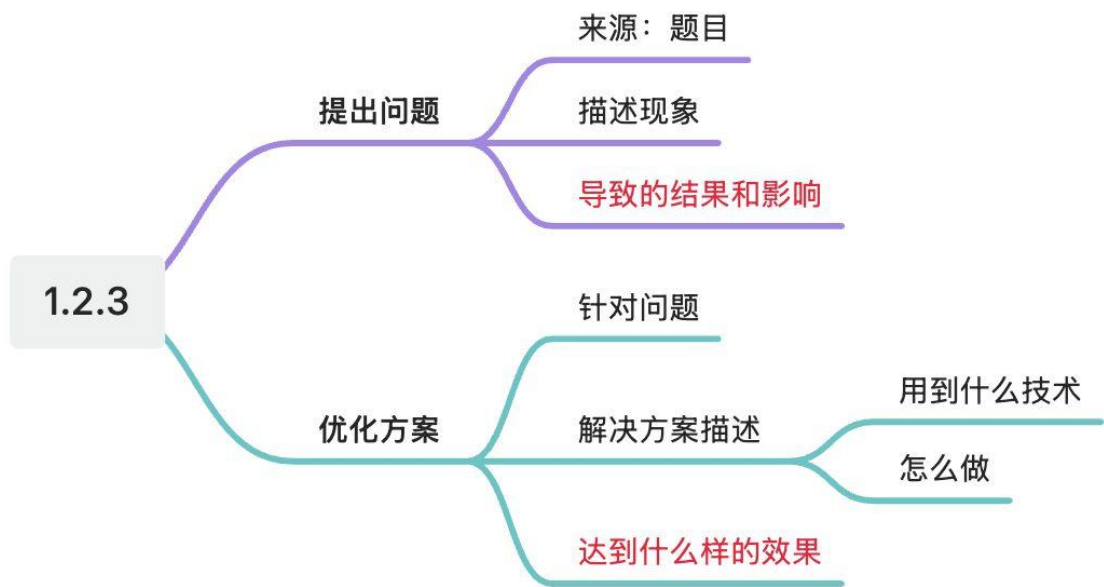 来源：题目
提出问题
描述现象
导致的结果和影响
1.2.3
针对问题
优化方案
解决方案描述
用到什么技术
怎么做
达到什么样的效果